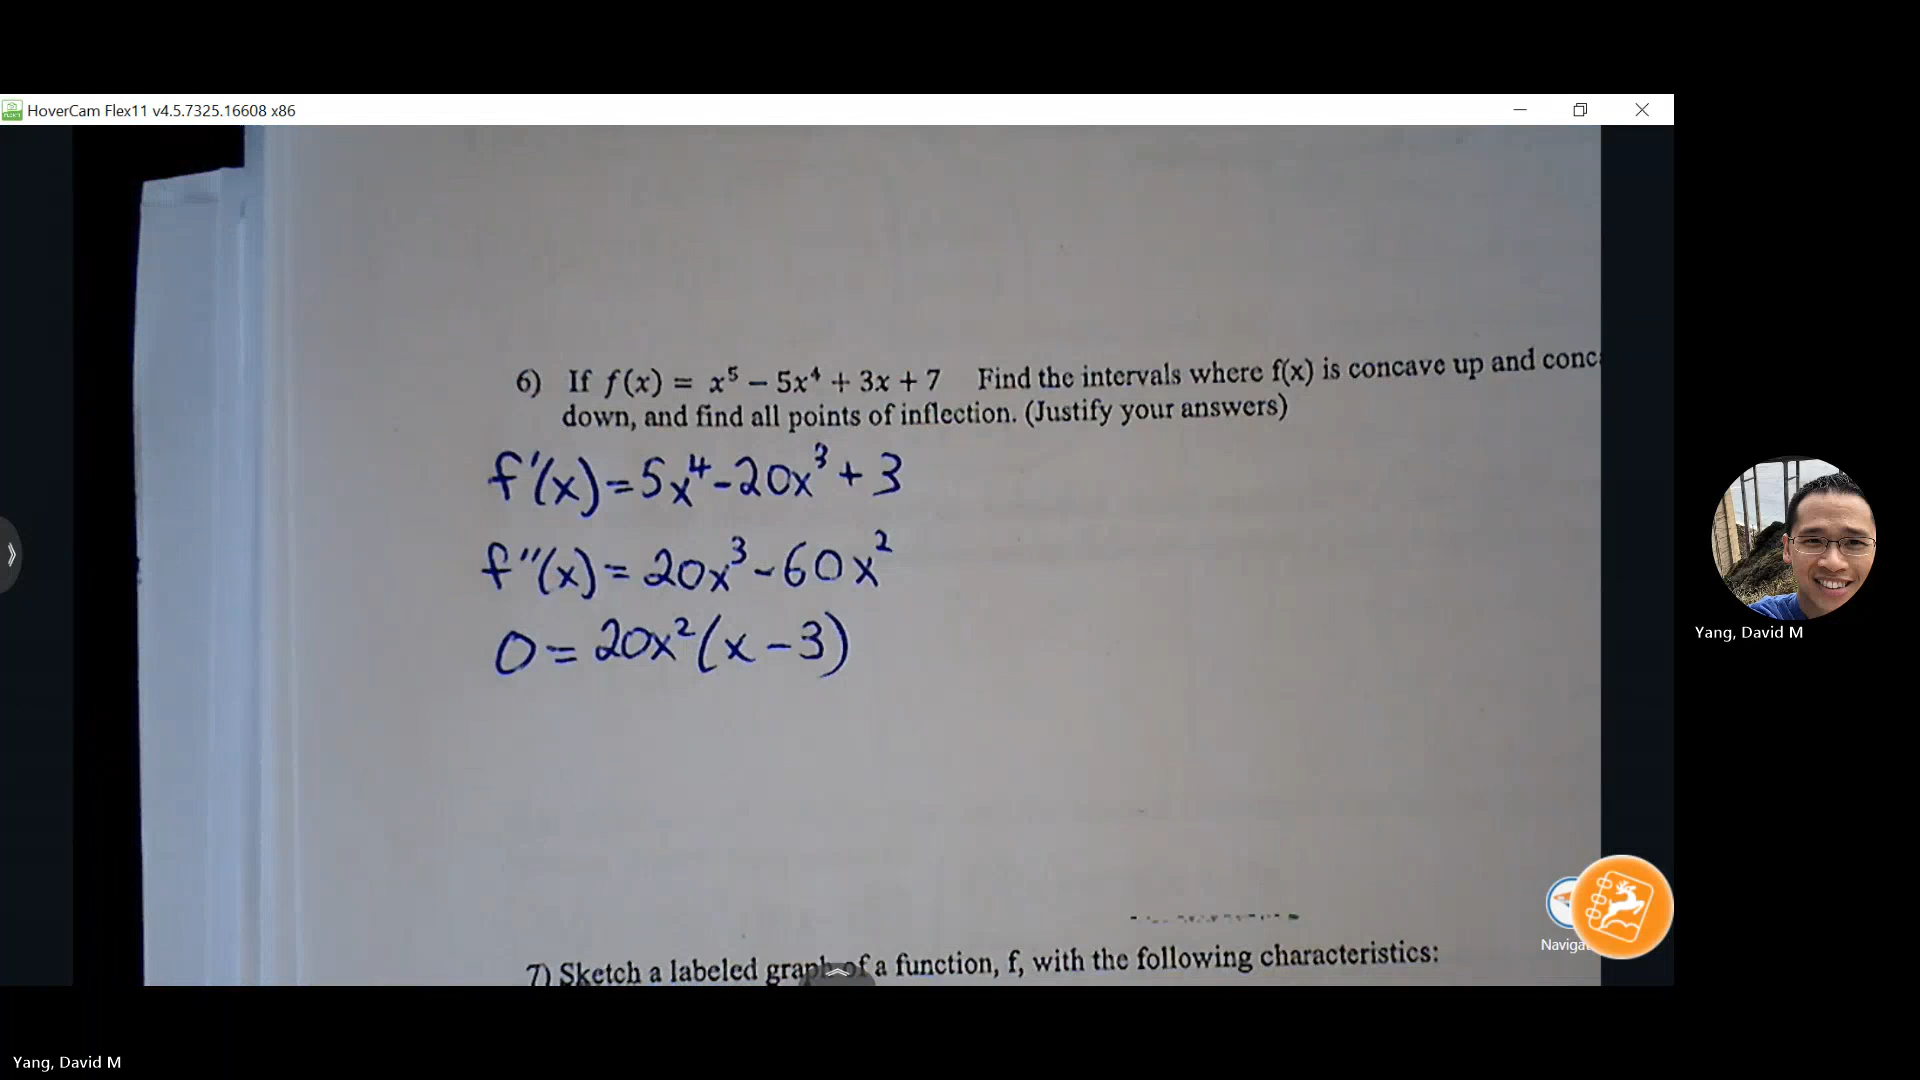 HoverCam Flex11 v4.5.7325.16608 x86
6) If f(x) = x⁵ − 5x⁴ + 3x + 7 Find the intervals where f(x) is concave up and conc
down, and find all points of inflection. (Justify your answers)
f'(x) = 5x⁴ - 20x³ + 3
f''(x) = 20x³ - 60x²
0 = 20x²(x - 3)
Yang, David M
Naviga
7) Sketch a labeled graph of a function, f, with the following characteristics:
Yang, David M